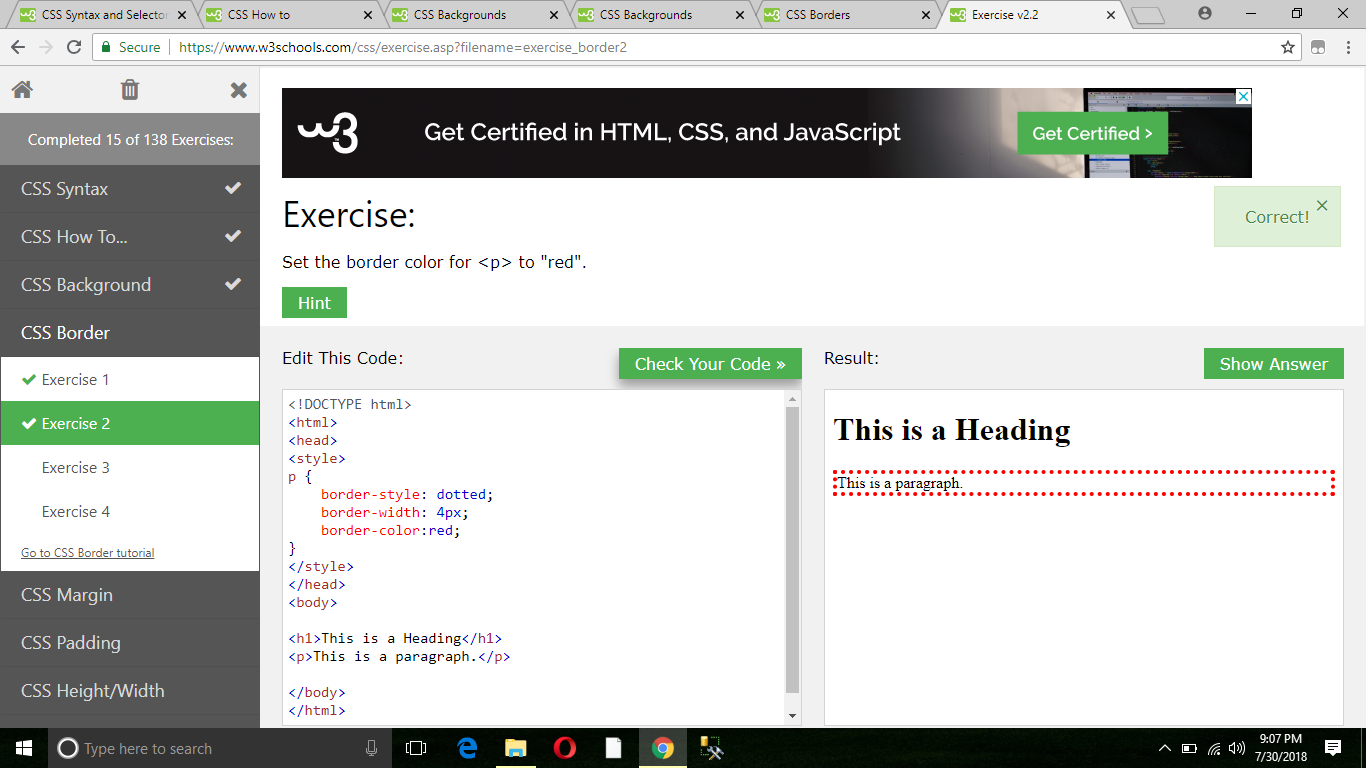 CSS Syntax and Selector
CSS How to
CSS Backgrounds
CSS Backgrounds
CSS Borders
Exercise v2.2
Secure
https://www.w3schools.com/css/exercise.asp?filename=exercise_border2
Completed 15 of 138 Exercises:
CSS Syntax
CSS How To...
CSS Background
CSS Border
Exercise 1
Exercise 2
Exercise 3
Exercise 4
Go to CSS Border tutorial
CSS Margin
CSS Padding
CSS Height/Width
w3
Get Certified in HTML, CSS, and JavaScript
Get Certified >
Exercise:
Correct!
Set the border color for <p> to "red".
Hint
Edit This Code:
Check Your Code »
<!DOCTYPE html>
<html>
<head>
<style>
p {
    border-style: dotted;
    border-width: 4px;
    border-color:red;
}
</style>
</head>
<body>
<h1>This is a Heading</h1>
<p>This is a paragraph.</p>
</body>
</html>
Result:
Show Answer
This is a Heading
This is a paragraph.
Type here to search
9:07 PM
7/30/2018